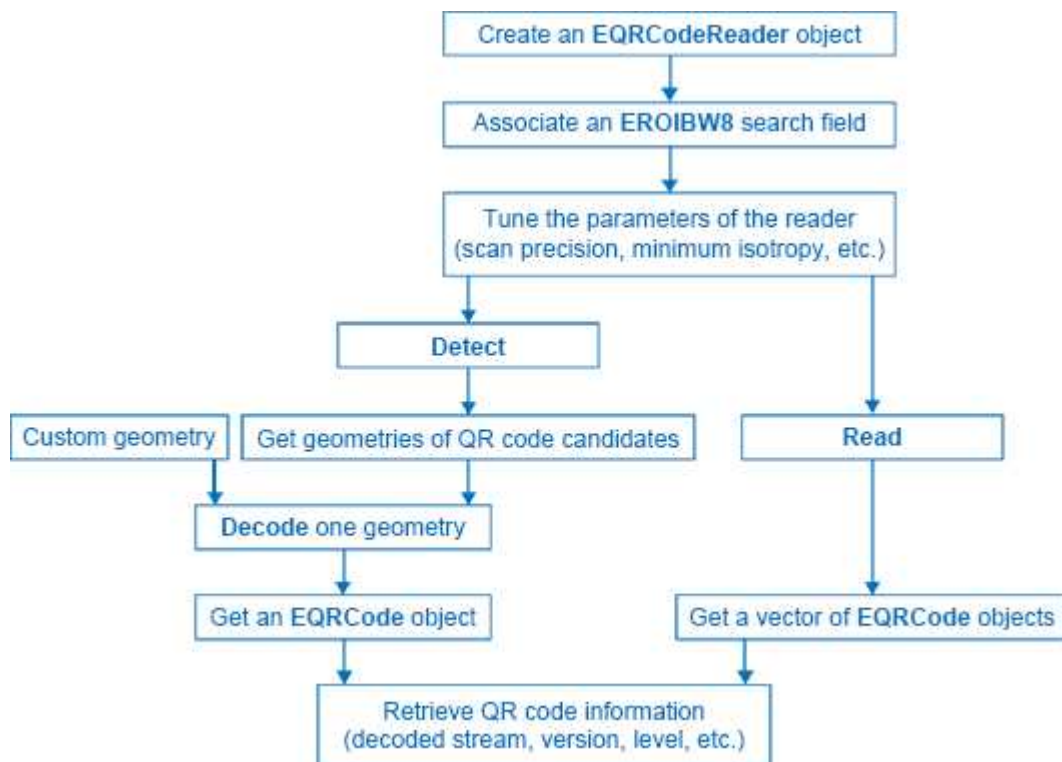 Create an EQRCodeReader object
Associate an EROIBW8 search field
Tune the parameters of the reader
(scan precision, minimum isotropy, etc.)
Detect
Custom geometry
Get geometries of QR code candidates
Read
Decode one geometry
Get an EQRCode object
Get a vector of EQRCode objects
Retrieve QR code information
(decoded stream, version, level, etc.)